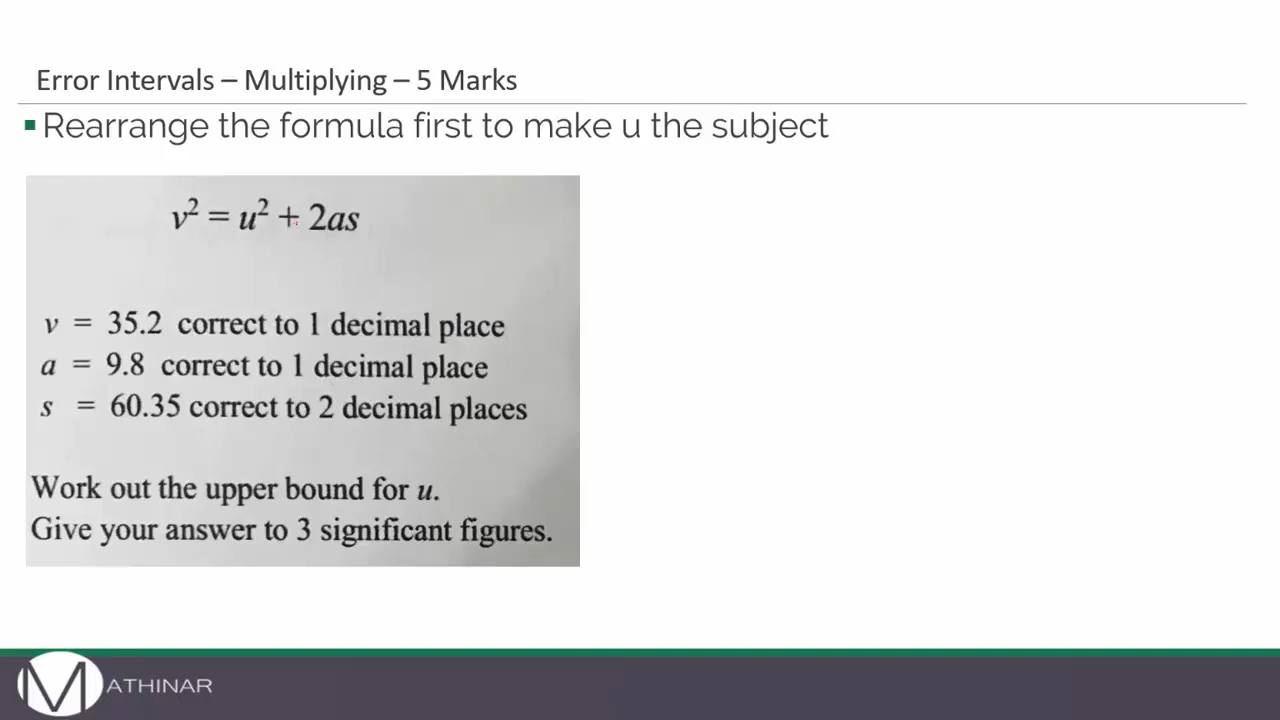 Error Intervals – Multiplying – 5 Marks
▪ Rearrange the formula first to make u the subject
v² = u² + 2as
v = 35.2 correct to 1 decimal place
a = 9.8 correct to 1 decimal place
s = 60.35 correct to 2 decimal places
Work out the upper bound for u.
Give your answer to 3 significant figures.
MATHINAR